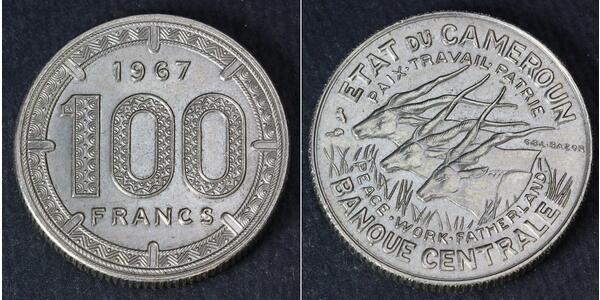 1967
100
FRANCS
ETAT DU CAMEROUN
PAIX·TRAVAIL·PATRIE
G·B·L·BAZOR
PEACE·WORK·FATHERLAND
BANQUE CENTRALE